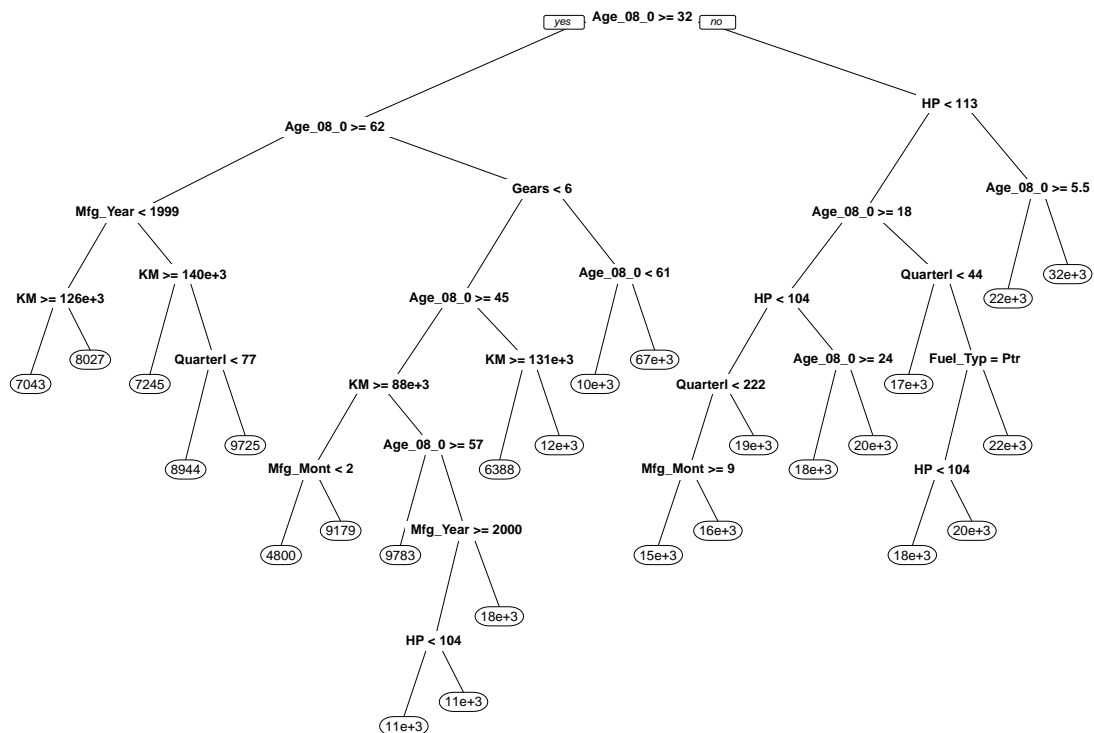 yes Age_08_0 >= 32 no
HP < 113
Age_08_0 >= 62
Gears < 6 Age_08_0 >= 5.5
Mfg_Year < 1999 Age_08_0 >= 18
KM >= 140e+3 Age_08_0 < 61 Quarterl < 44 32e+3
KM >= 126e+3 Age_08_0 >= 45 HP < 104 22e+3
8027 Quarterl < 77 KM >= 131e+3 67e+3 Age_08_0 >= 24 Fuel_Typ = Ptr
7043 7245 KM >= 88e+3 10e+3 Quarterl < 222 17e+3
9725 Age_08_0 >= 57 12e+3 19e+3 20e+3 22e+3
8944 Mfg_Mont < 2 6388 Mfg_Mont >= 9 18e+3 HP < 104
9179 Mfg_Year >= 2000 16e+3 20e+3
4800 9783 15e+3 18e+3
18e+3
HP < 104
11e+3
11e+3